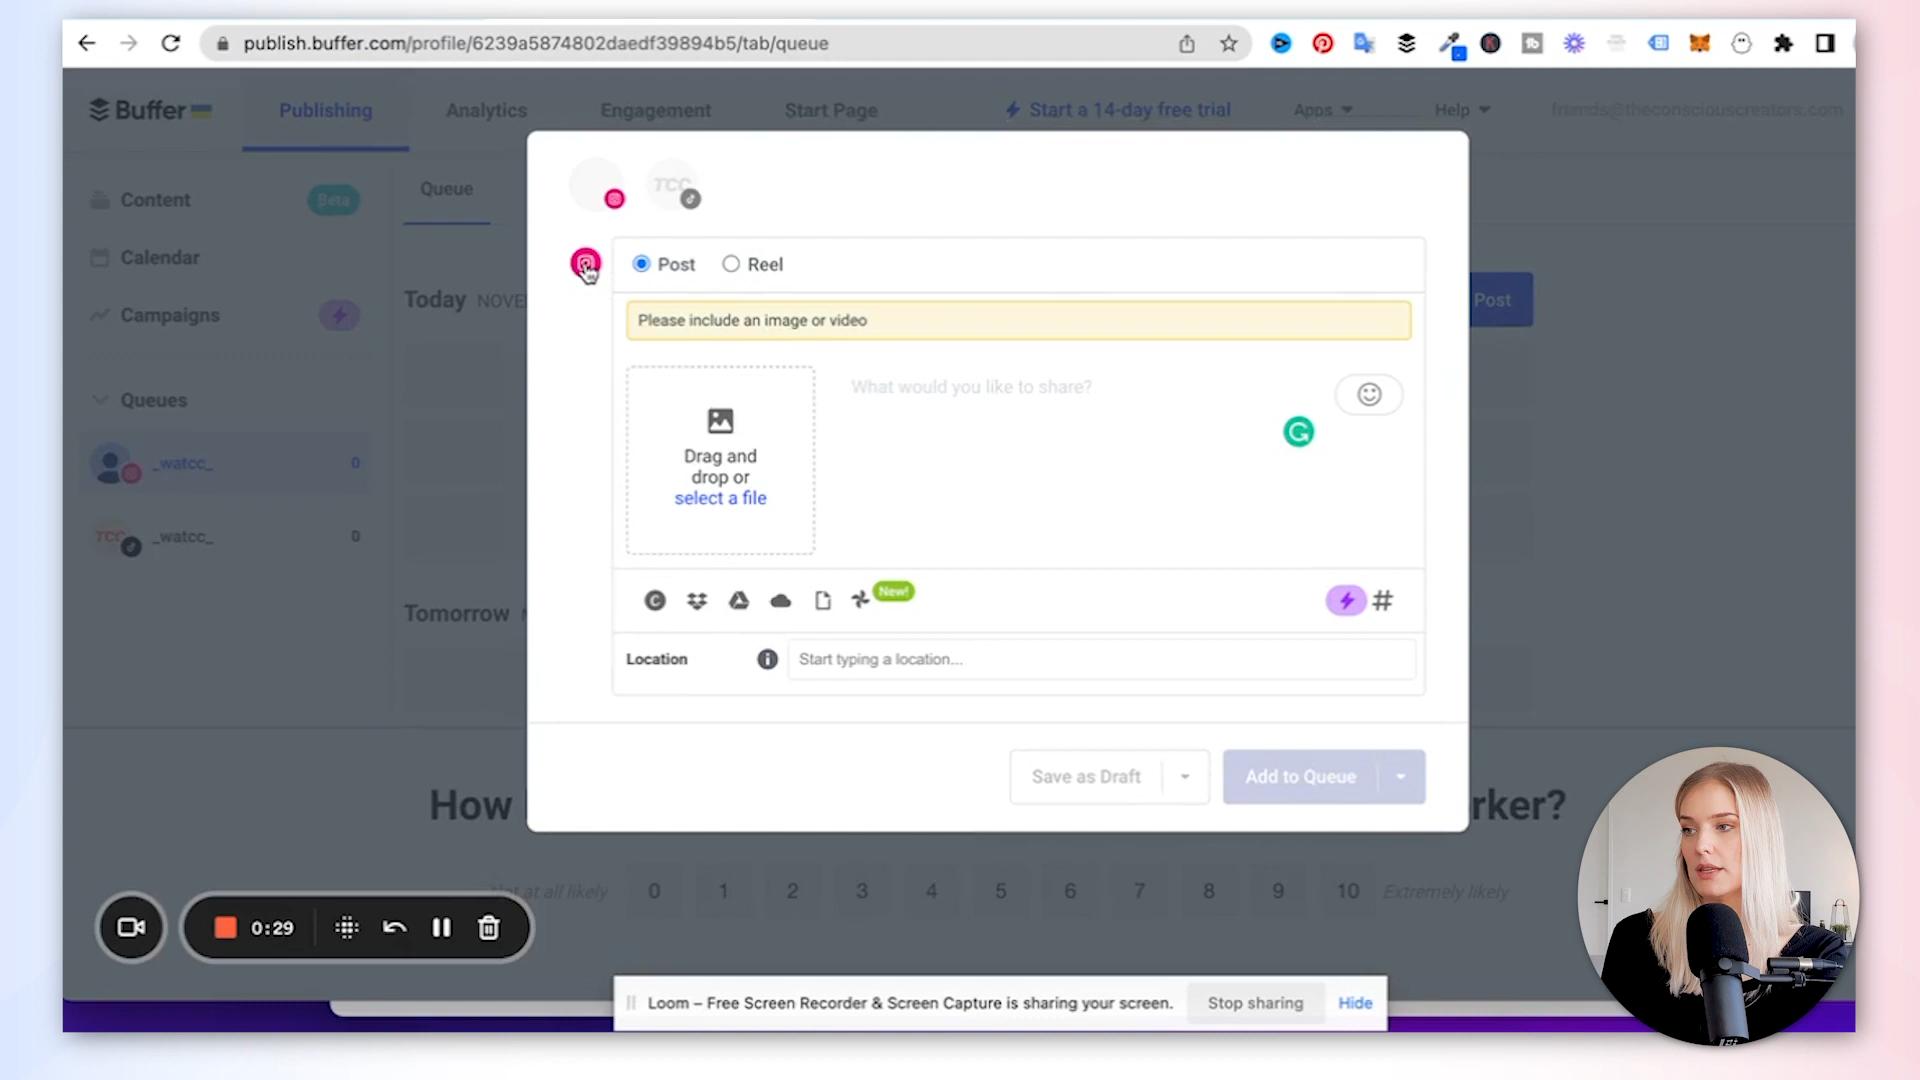 publish.buffer.com/profile/6239a5874802daedf39894b5/tab/queue
Buffer
Publishing
Analytics
Engagement
Start Page
Start a 14-day free trial
Apps
Help
friends@theconsciouscreators.com
Content
Beta
Calendar
Campaigns
Queues
_watcc_
0
TCC
_watcc_
0
Queue
Today
Tomorrow
TCC
Post
Reel
Please include an image or video
Drag and
drop or
select a file
What would you like to share?
New!
#
Location
Start typing a location...
Save as Draft
Add to Queue
Post
How
rker?
Not at all likely
0 1 2 3 4 5 6 7 8 9 10
Extremely likely
0:29
Loom – Free Screen Recorder & Screen Capture is sharing your screen.
Stop sharing
Hide